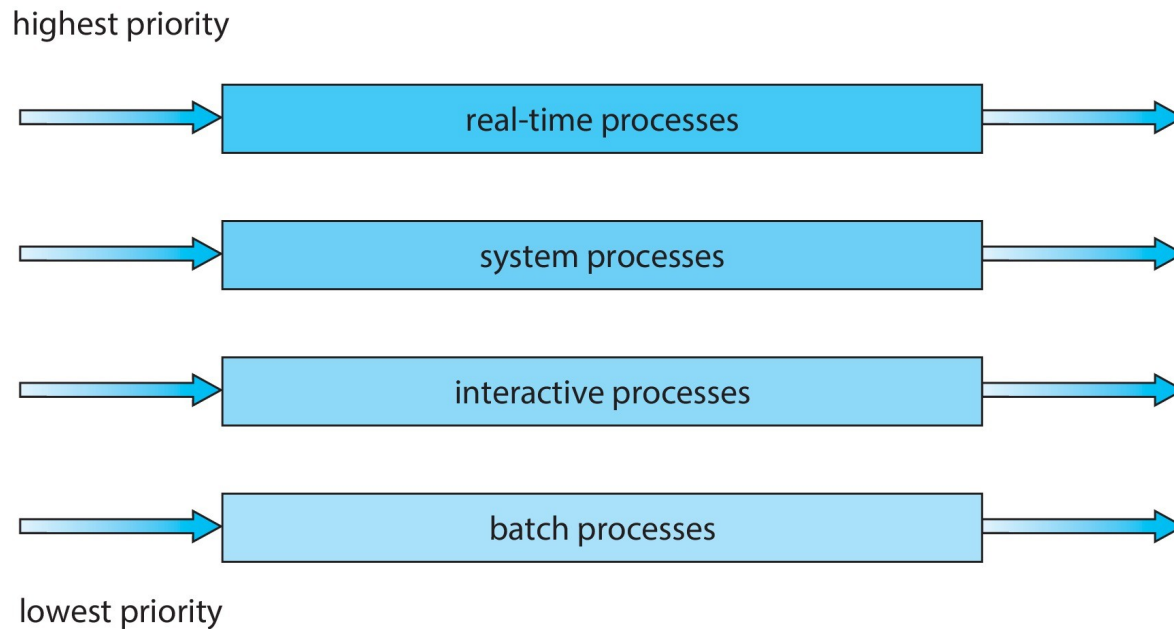 highest priority
real-time processes
system processes
interactive processes
batch processes
lowest priority